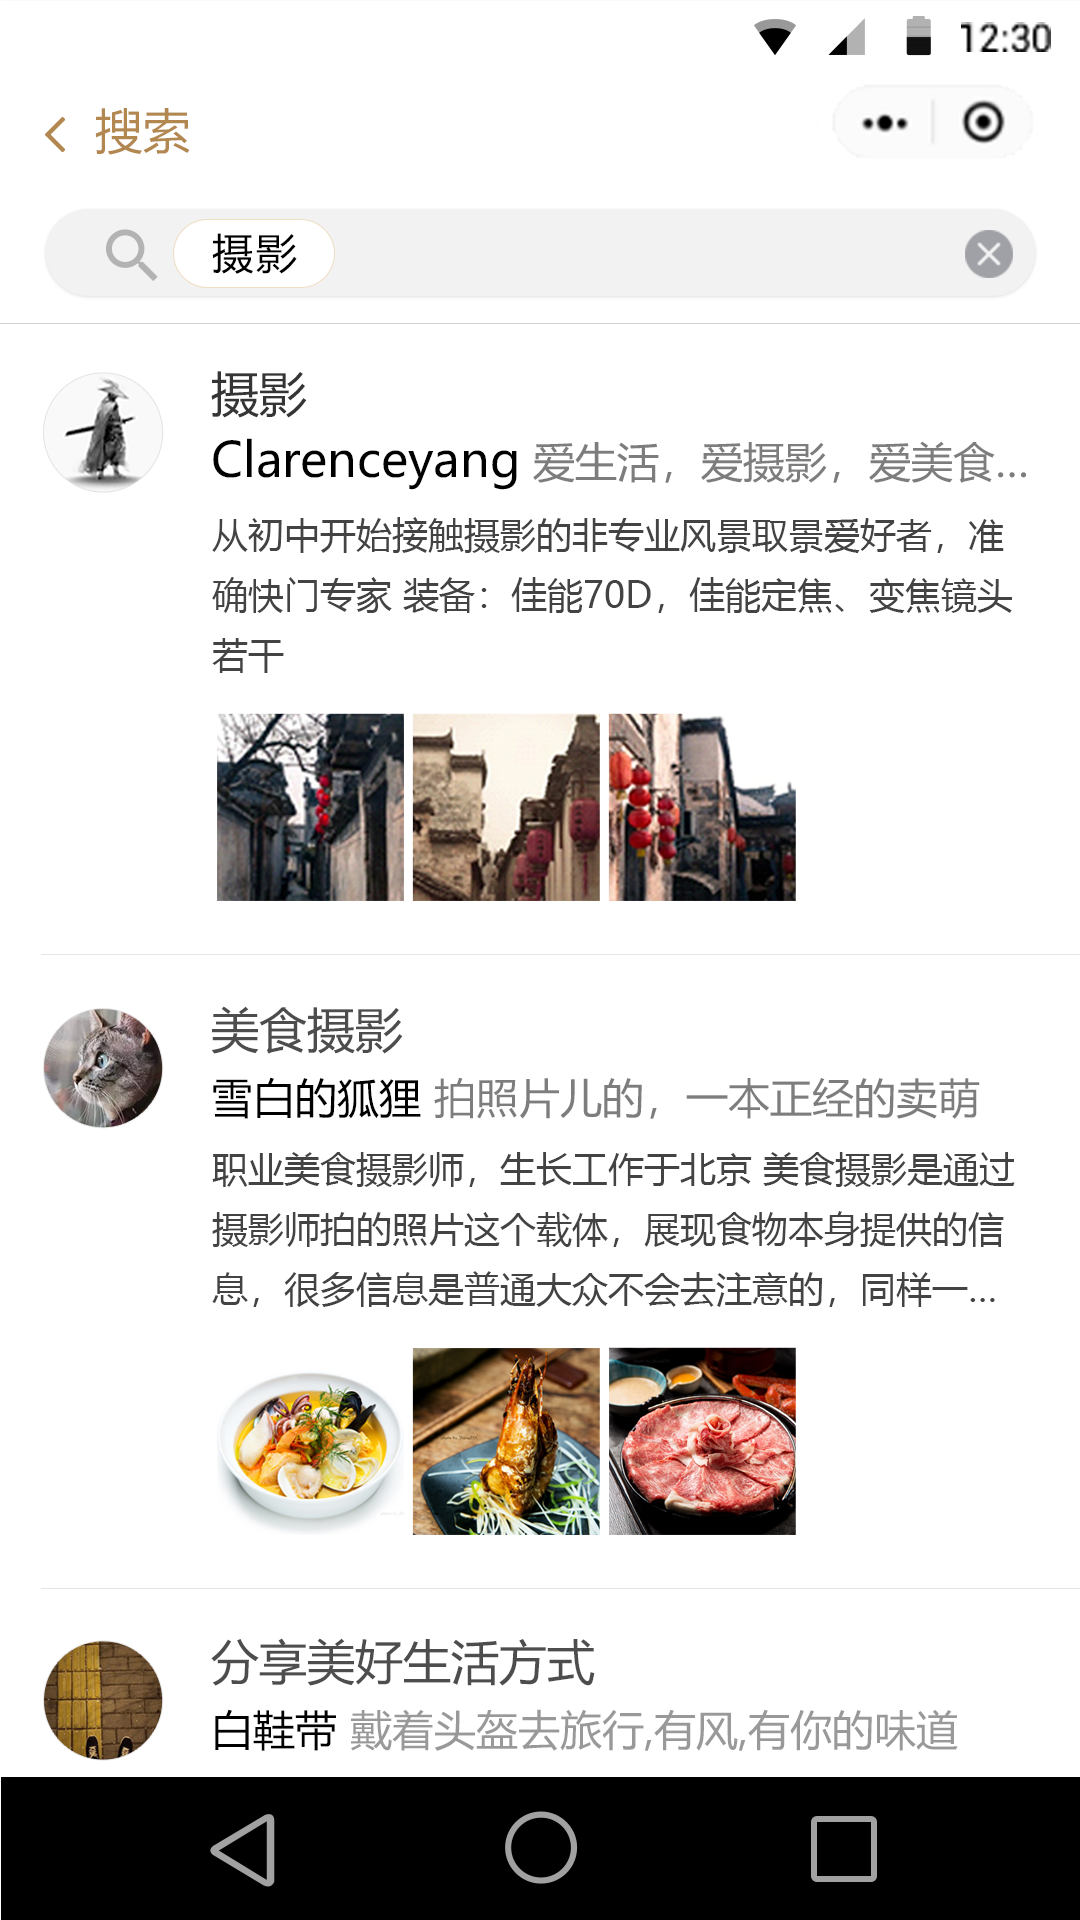 12:30
搜索
摄影
摄影
Clarenceyang 爱生活，爱摄影，爱美食...
从初中开始接触摄影的非专业风景取景爱好者，准
确快门专家 装备：佳能70D，佳能定焦、变焦镜头
若干
美食摄影
雪白的狐狸 拍照片儿的，一本正经的卖萌
职业美食摄影师，生长工作于北京 美食摄影是通过
摄影师拍的照片这个载体，展现食物本身提供的信
息，很多信息是普通大众不会去注意的，同样一...
分享美好生活方式
白鞋带 戴着头盔去旅行,有风,有你的味道